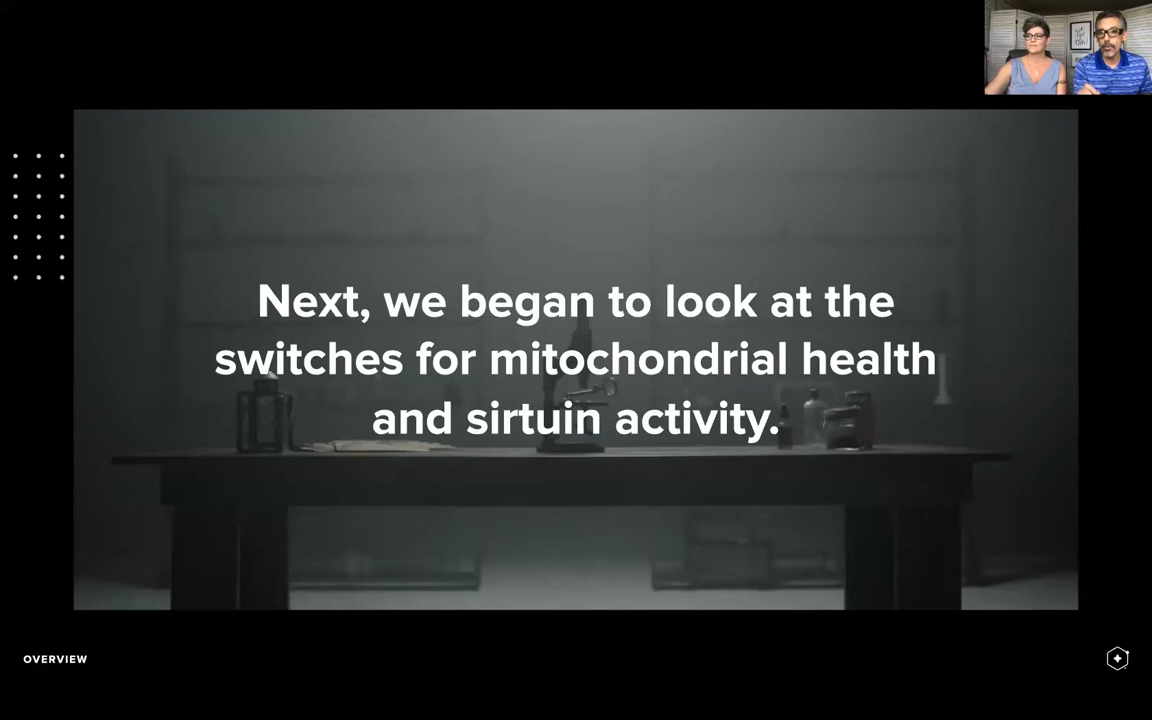 Next, we began to look at the
switches for mitochondrial health
and sirtuin activity.
OVERVIEW